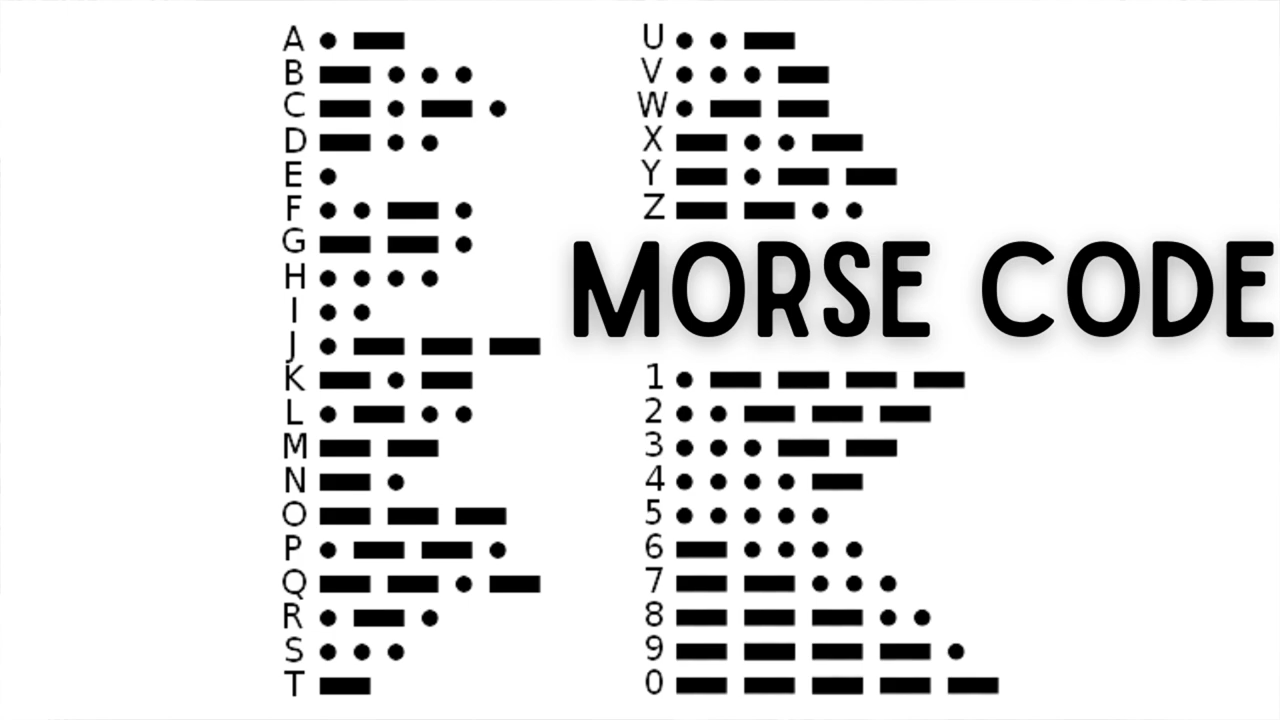 A • —
B — • • •
C — • — •
D — • •
E •
F • • — •
G — — •
H • • • •
I • •
J • — — —
K — • —
L • — • •
M — —
N — •
O — — —
P • — — •
Q — — • —
R • — •
S • • •
T —
U • • —
V • • • —
W • — —
X — • • —
Y — • — —
Z — — • •
MORSE CODE
1 • — — — —
2 • • — — —
3 • • • — —
4 • • • • —
5 • • • • •
6 — • • • •
7 — — • • •
8 — — — • •
9 — — — — •
0 — — — — —